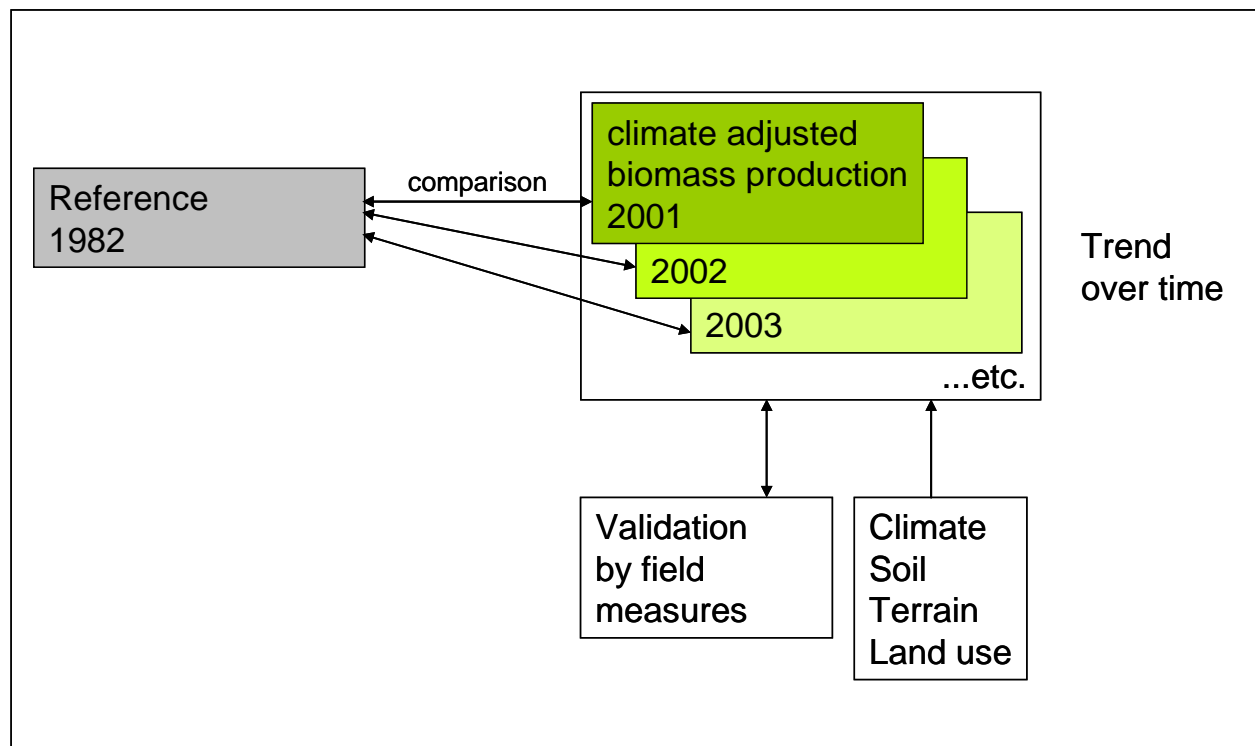 Reference
1982
comparison
climate adjusted
biomass production
2001
2002
2003
...etc.
Trend
over time
Validation
by field
measures
Climate
Soil
Terrain
Land use